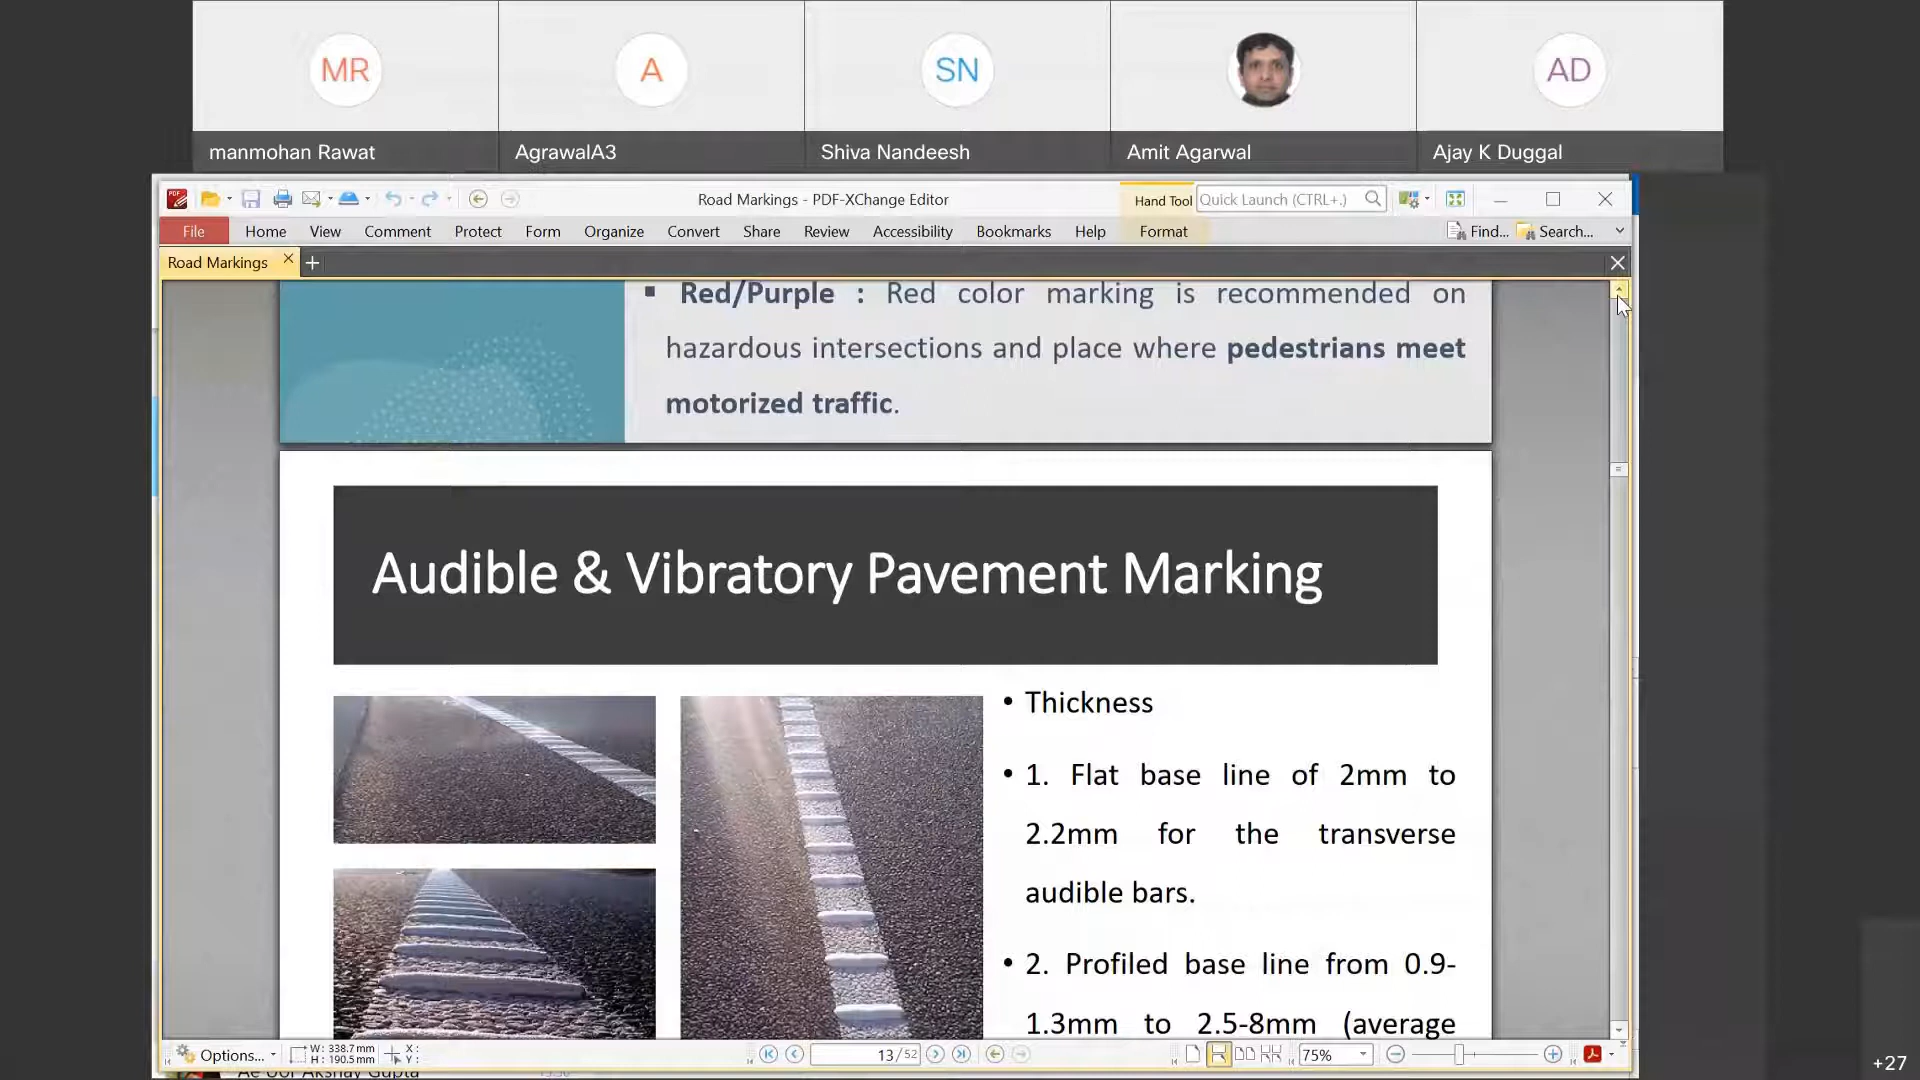 MR
A
SN
AD
manmohan Rawat
AgrawalA3
Shiva Nandeesh
Amit Agarwal
Ajay K Duggal
Road Markings - PDF-XChange Editor
Hand Tool
Quick Launch (CTRL+.)
File
Home
View
Comment
Protect
Form
Organize
Convert
Share
Review
Accessibility
Bookmarks
Help
Format
Find...
Search...
Road Markings
▪ Red/Purple : Red color marking is recommended on
hazardous intersections and place where pedestrians meet
motorized traffic.
Audible & Vibratory Pavement Marking
• Thickness
• 1. Flat base line of 2mm to
2.2mm for the transverse
audible bars.
• 2. Profiled base line from 0.9-
1.3mm to 2.5-8mm (average
Options...
W: 338.7 mm
H: 190.5 mm
X:
Y:
13 / 52
75%
Akshay Gupta
+27